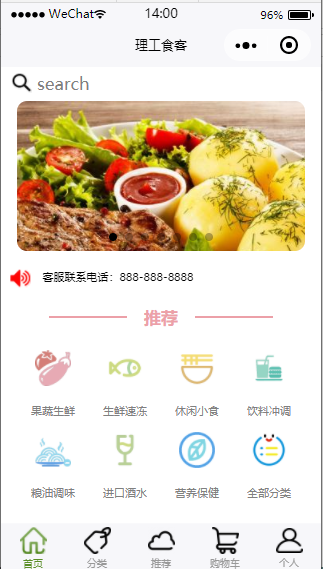 WeChat 14:00 96%
理工食客
search
客服联系电话：888-888-8888
推荐
果蔬生鲜 生鲜速冻 休闲小食 饮料冲调
粮油调味 进口酒水 营养保健 全部分类
首页 分类 推荐 购物车 个人